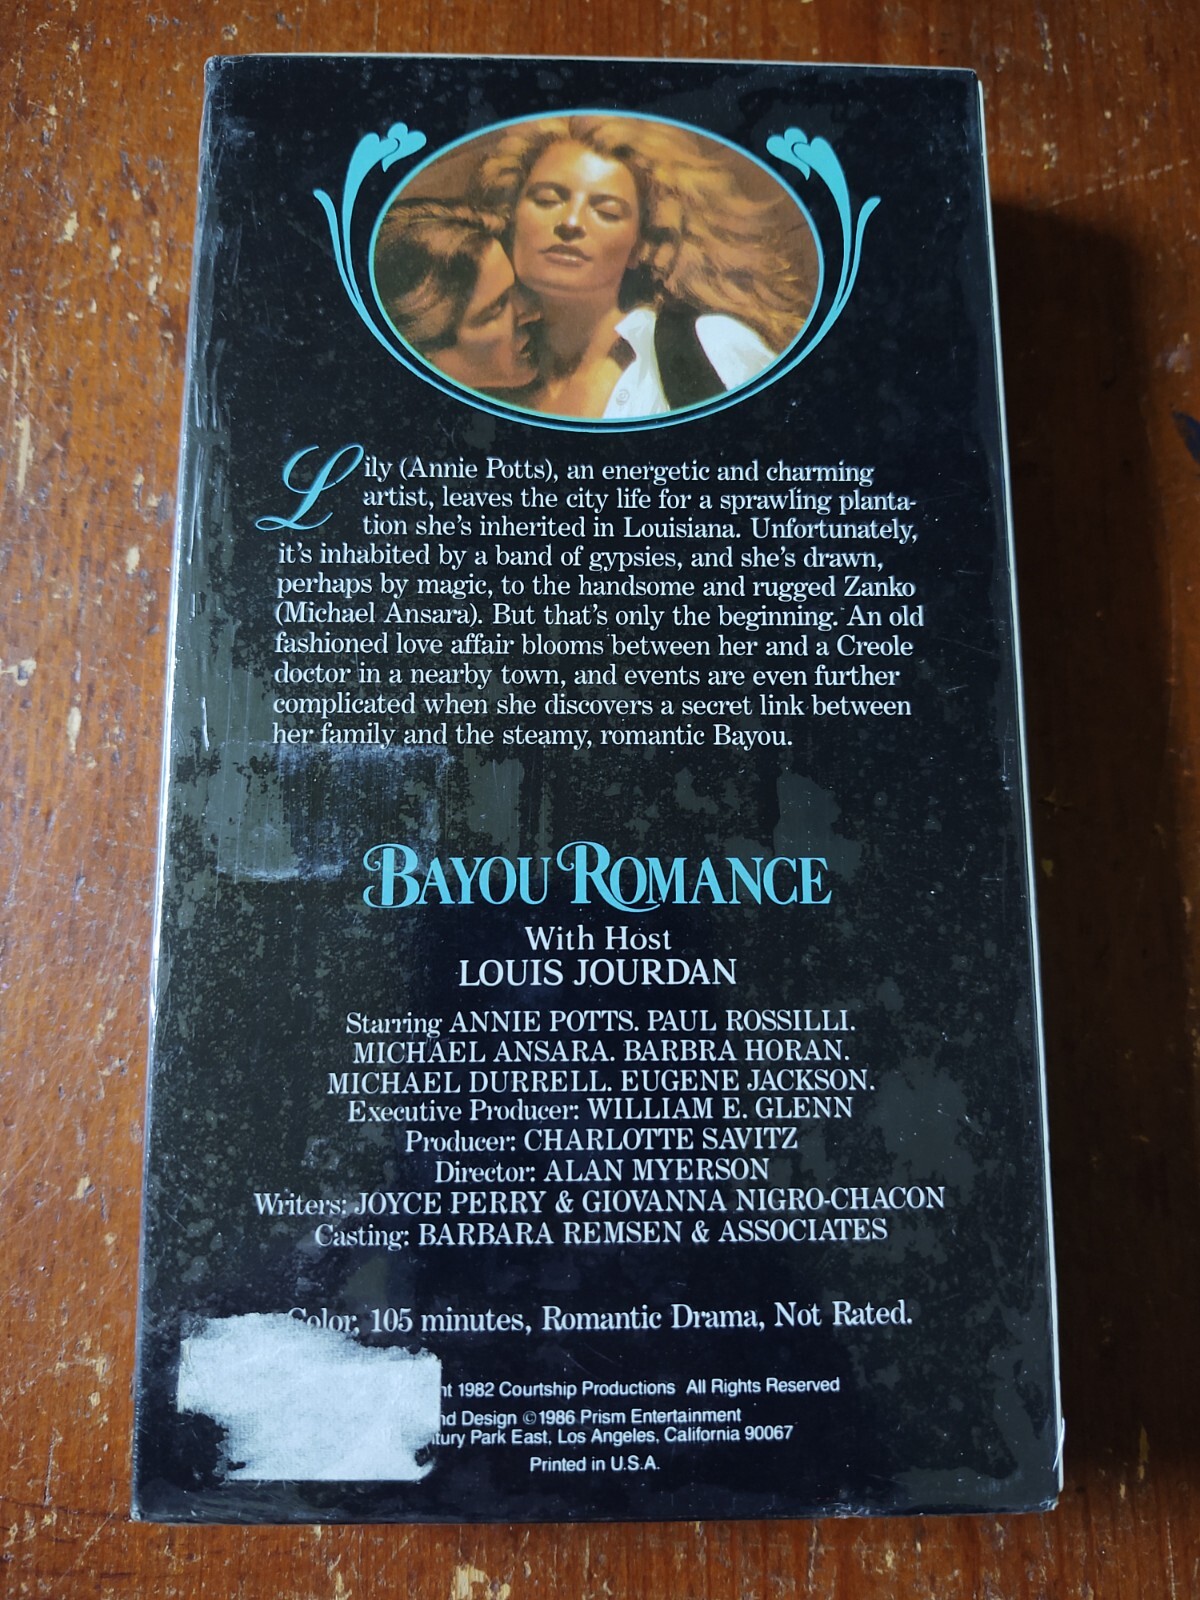 Lily (Annie Potts), an energetic and charming
artist, leaves the city life for a sprawling planta-
tion she's inherited in Louisiana. Unfortunately,
it's inhabited by a band of gypsies, and she's drawn,
perhaps by magic, to the handsome and rugged Zanko
(Michael Ansara). But that's only the beginning. An old
fashioned love affair blooms between her and a Creole
doctor in a nearby town, and events are even further
complicated when she discovers a secret link between
her family and the steamy, romantic Bayou.
BAYOU ROMANCE
With Host
LOUIS JOURDAN
Starring ANNIE POTTS. PAUL ROSSILLI.
MICHAEL ANSARA. BARBRA HORAN.
MICHAEL DURRELL. EUGENE JACKSON.
Executive Producer: WILLIAM E. GLENN
Producer: CHARLOTTE SAVITZ
Director: ALAN MYERSON
Writers: JOYCE PERRY & GIOVANNA NIGRO-CHACON
Casting: BARBARA REMSEN & ASSOCIATES
Color, 105 minutes, Romantic Drama, Not Rated.
1982 Courtship Productions All Rights Reserved
Design ©1986 Prism Entertainment
Park East, Los Angeles, California 90067
Printed in U.S.A.